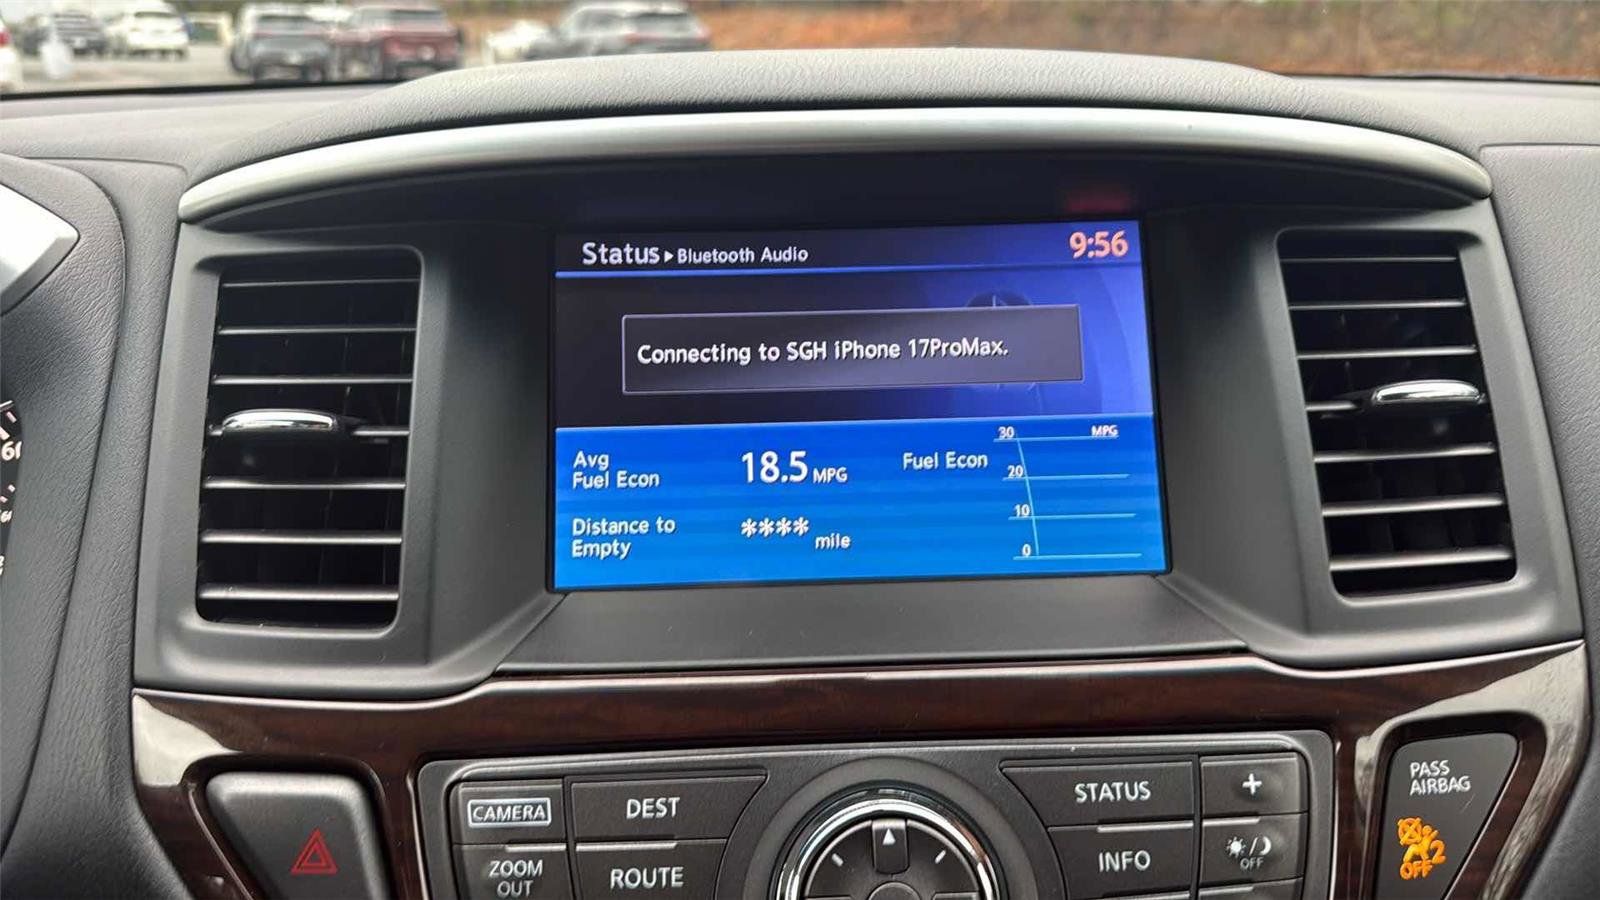 Status ▸ Bluetooth Audio 9:56
Connecting to SGH iPhone 17ProMax.
Avg
Fuel Econ
18.5 MPG
Fuel Econ
30 MPG
20
10
0
Distance to
Empty
**** mile
CAMERA
DEST
ZOOM
OUT
ROUTE
STATUS
+
INFO
OFF
PASS
AIRBAG
2
OFF
60